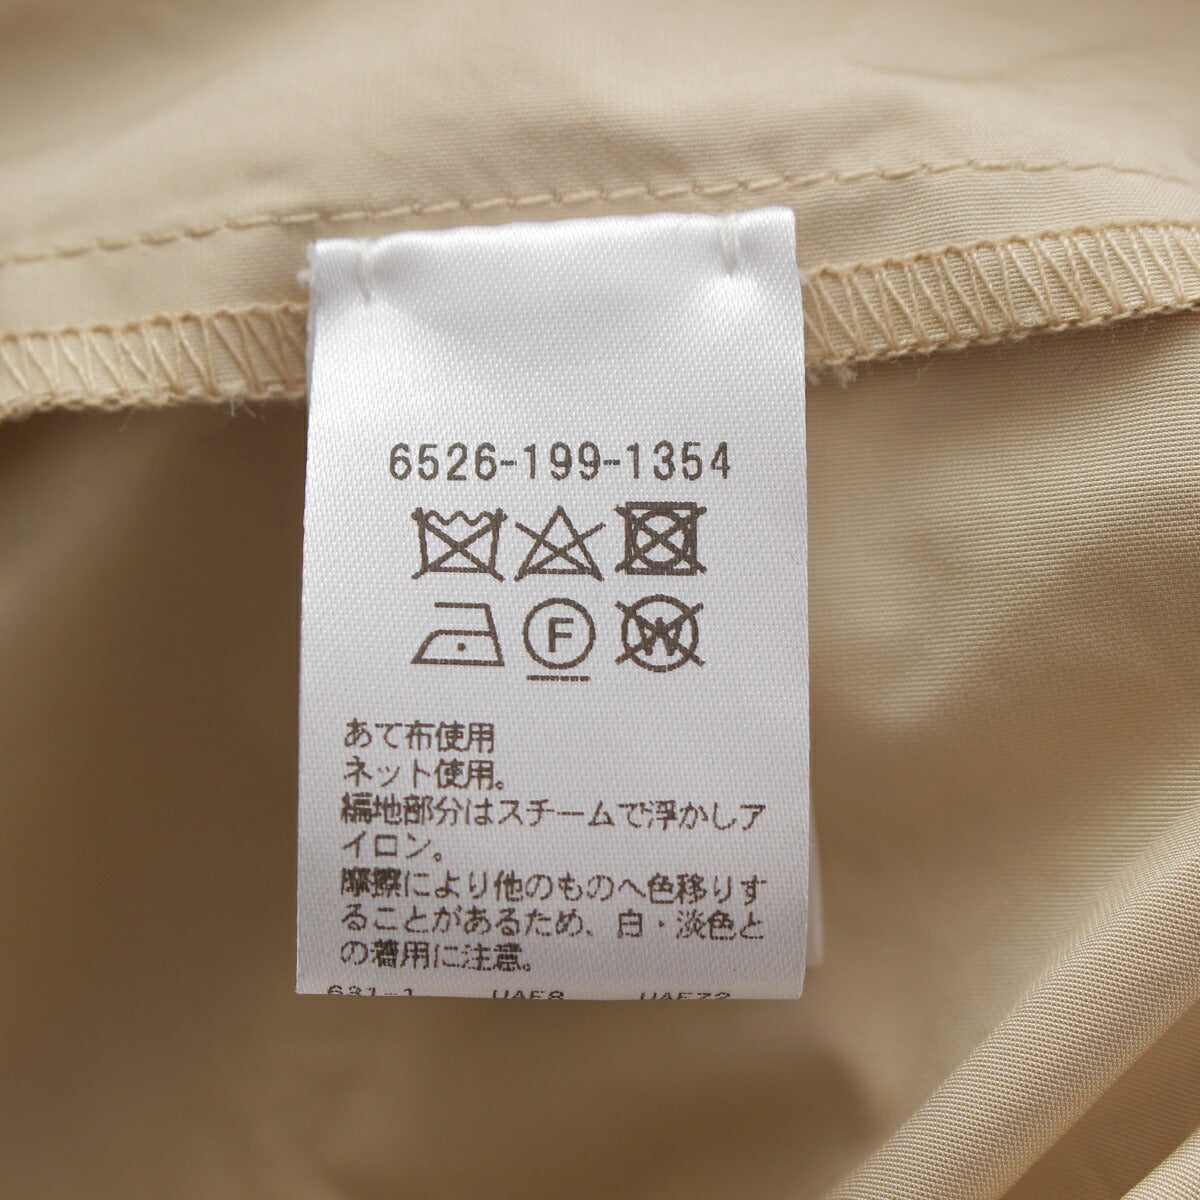 6526-199-1354
F
W
あて布使用
ネット使用。
編地部分はスチームで浮かしア
イロン。
摩擦により他のものへ色移りす
ることがあるため、白・淡色と
の着用に注意。